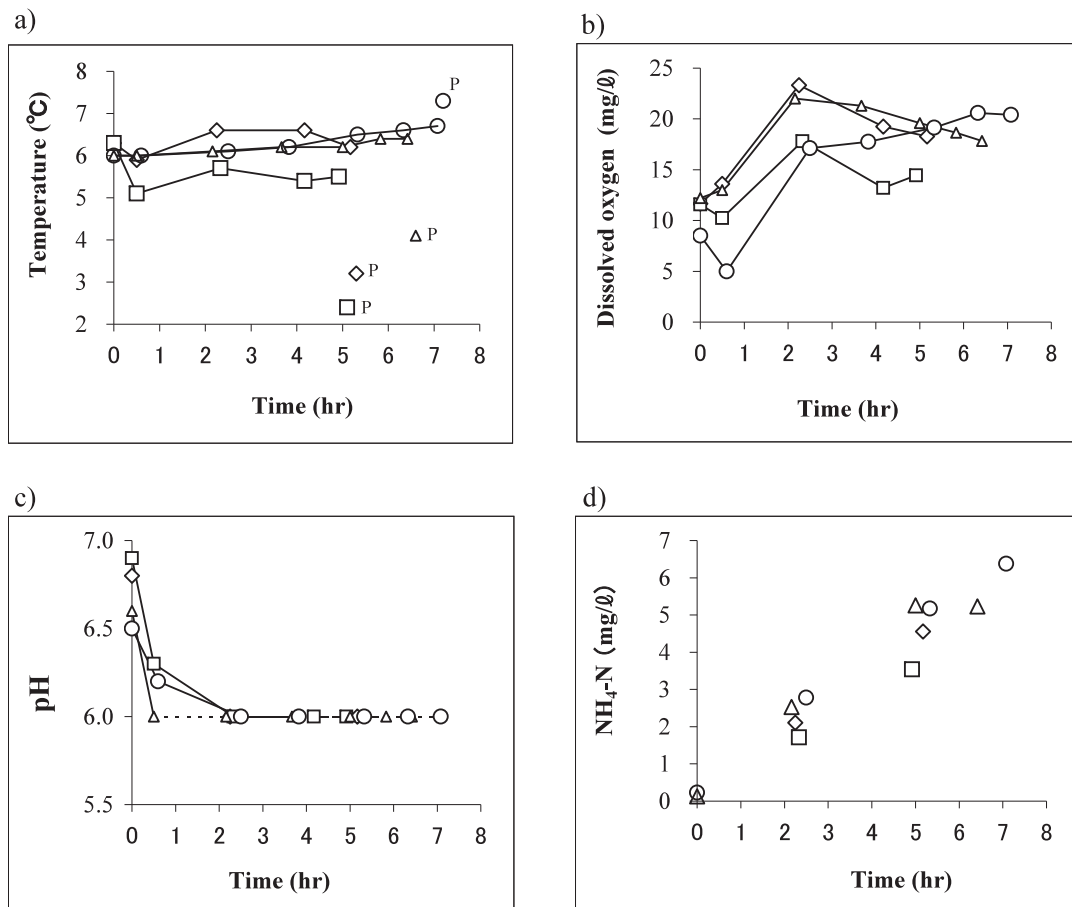 a)
8
7
6
5
4
3
2
0 1 2 3 4 5 6 7 8
Temperature (℃)
Time (hr)
P
P
P
P
b)
25
20
15
10
5
0
0 1 2 3 4 5 6 7 8
Dissolved oxygen (mg/ℓ)
Time (hr)
c)
7.0
6.5
6.0
5.5
0 1 2 3 4 5 6 7 8
pH
Time (hr)
d)
7
6
5
4
3
2
1
0
0 1 2 3 4 5 6 7 8
NH₄-N (mg/ℓ)
Time (hr)